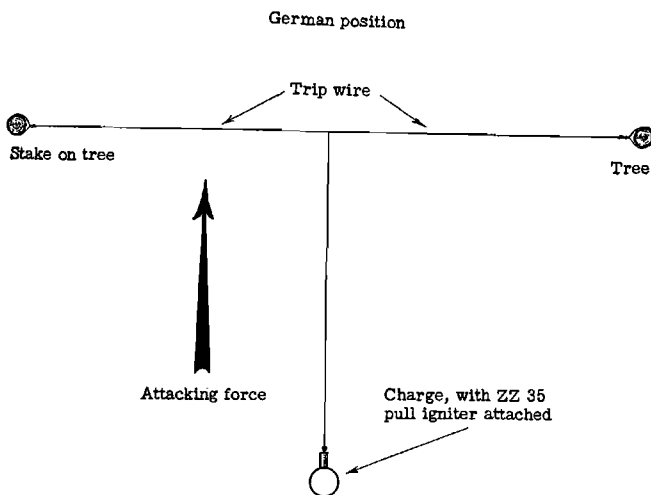 German position
Trip wire
Stake on tree
Tree
Attacking force
Charge, with ZZ 35
pull igniter attached